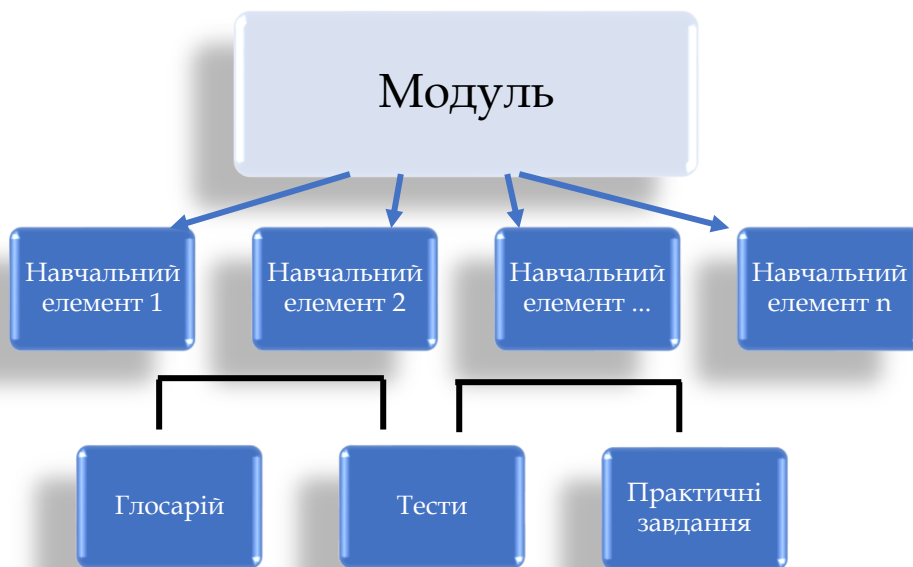 Модуль
Навчальний
елемент 1
Навчальний
елемент 2
Навчальний
елемент ...
Навчальний
елемент n
Глосарій
Тести
Практичні
завдання